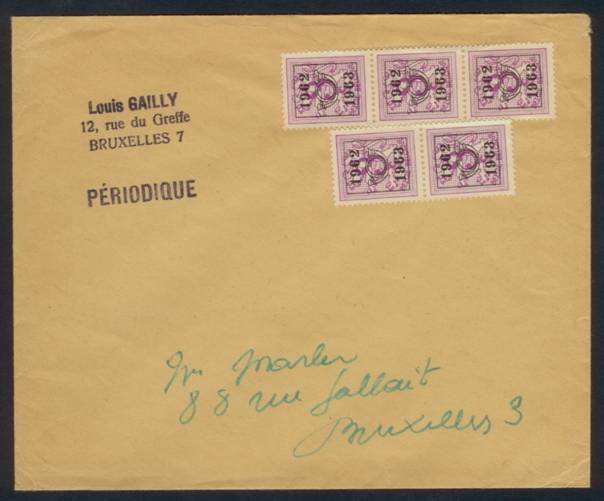 Louis GAILLY
12, rue du Greffe
BRUXELLES 7
PÉRIODIQUE
1962 1963
1962 1963
1962 1963
1962 1963
1962 1963
88 rue Gallait
Bruxelles 3